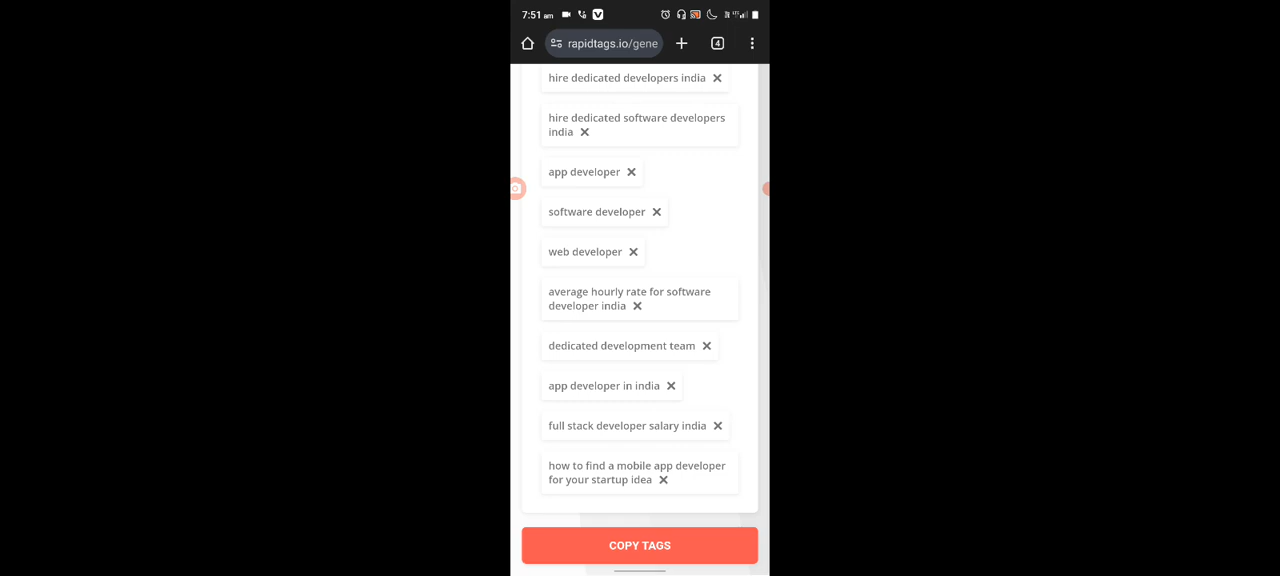 7:51 am
rapidtags.io/gene
4
hire dedicated developers india
hire dedicated software developers
india
app developer
software developer
web developer
average hourly rate for software
developer india
dedicated development team
app developer in india
full stack developer salary india
how to find a mobile app developer
for your startup idea
COPY TAGS